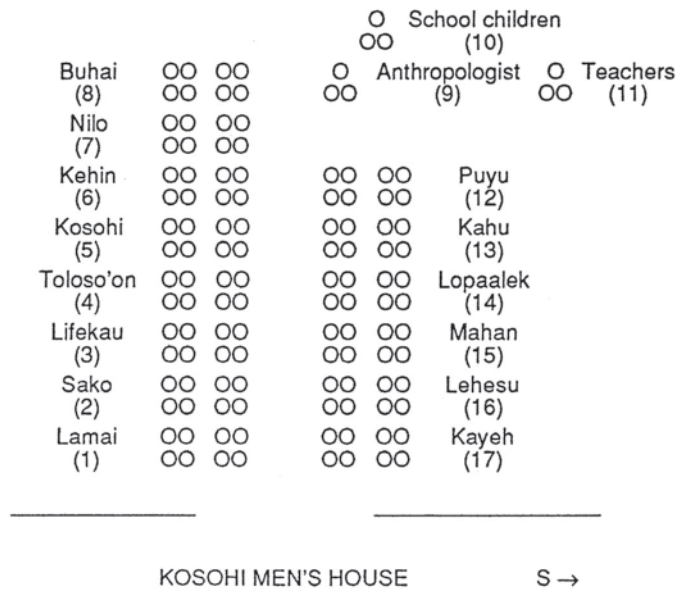 School children
(10)
Buhai Anthropologist Teachers
(8) (9) (11)
Nilo
(7)
Kehin Puyu
(6) (12)
Kosohi Kahu
(5) (13)
Toloso'on Lopaalek
(4) (14)
Lifekau Mahan
(3) (15)
Sako Lehesu
(2) (16)
Lamai Kayeh
(1) (17)
KOSOHI MEN'S HOUSE S →